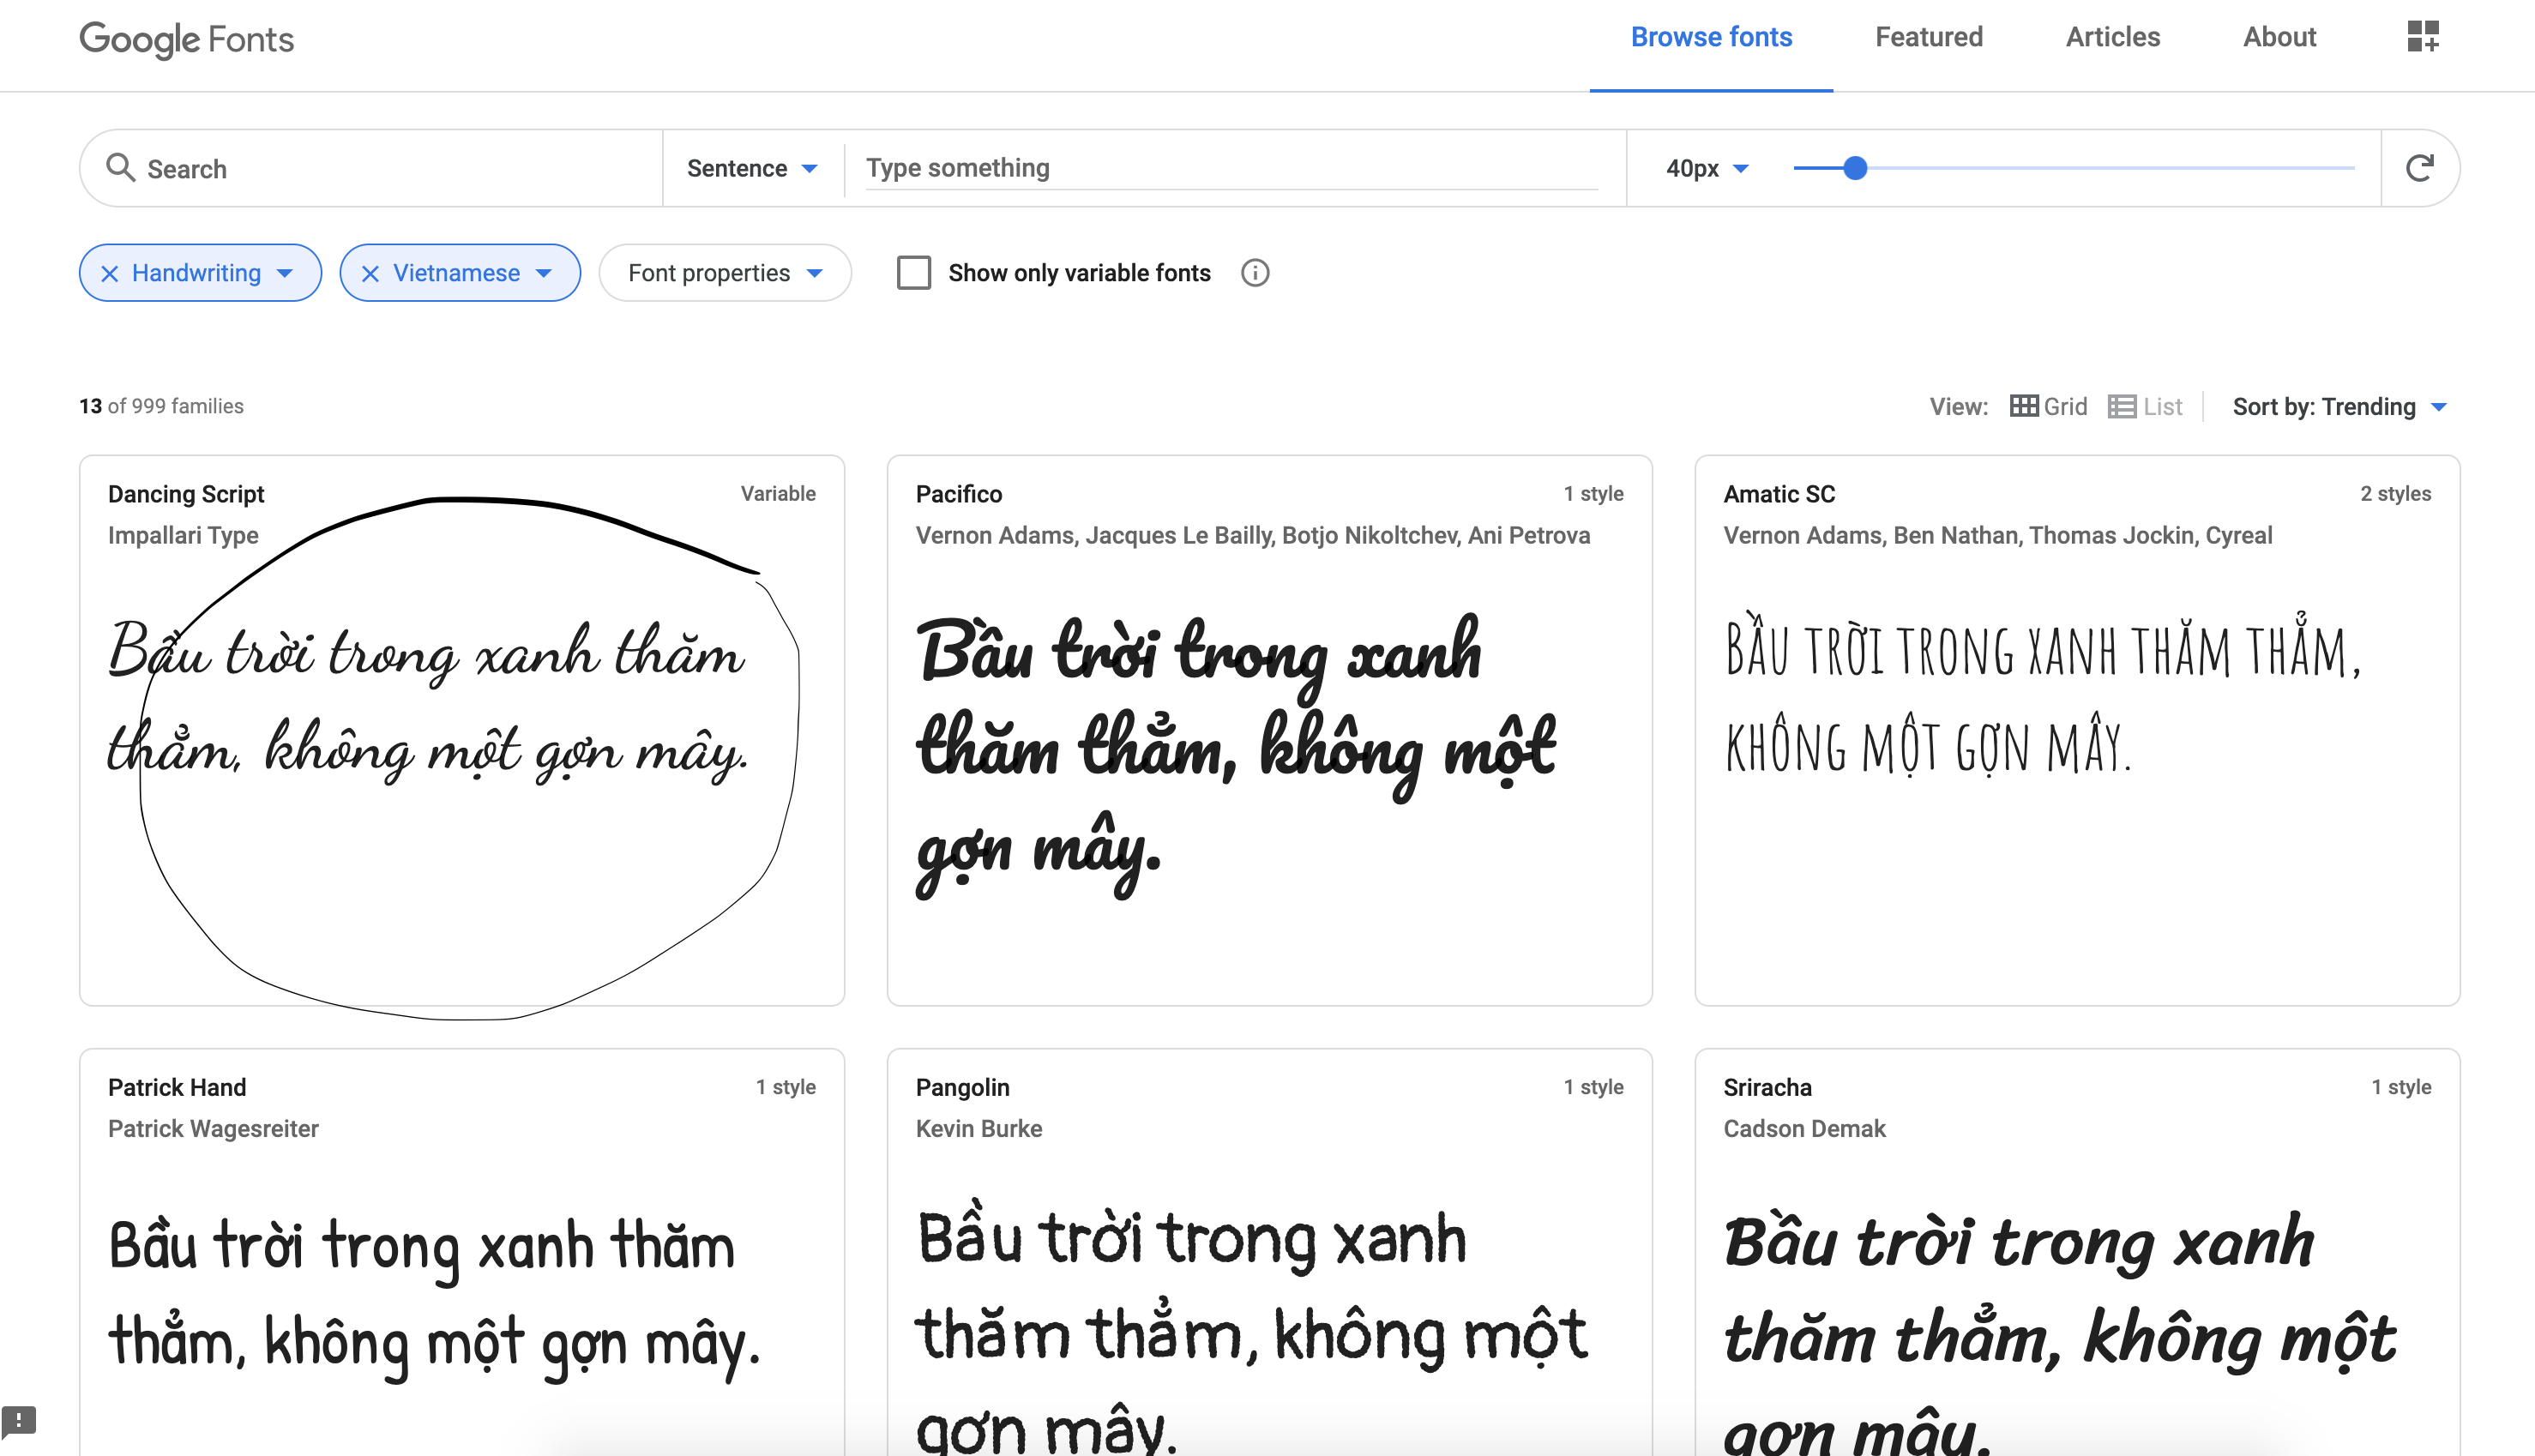 Google Fonts
Browse fonts
Featured
Articles
About
Search
Sentence
Type something
40px
Handwriting
Vietnamese
Font properties
Show only variable fonts
13 of 999 families
View:
Grid
List
Sort by: Trending
Dancing Script
Variable
Impallari Type
Bầu trời trong xanh thăm
thẳm, không một gợn mây.
Pacifico
1 style
Vernon Adams, Jacques Le Bailly, Botjo Nikoltchev, Ani Petrova
Bầu trời trong xanh
thăm thẳm, không một
gợn mây.
Amatic SC
2 styles
Vernon Adams, Ben Nathan, Thomas Jockin, Cyreal
BẦU TRỜI TRONG XANH THĂM THẲM,
KHÔNG MỘT GỢN MÂY.
Patrick Hand
1 style
Patrick Wagesreiter
Bầu trời trong xanh thăm
thẳm, không một gợn mây.
Pangolin
1 style
Kevin Burke
Bầu trời trong xanh
thăm thẳm, không một
gợn mây.
Sriracha
1 style
Cadson Demak
Bầu trời trong xanh
thăm thẳm, không một
gợn mây.